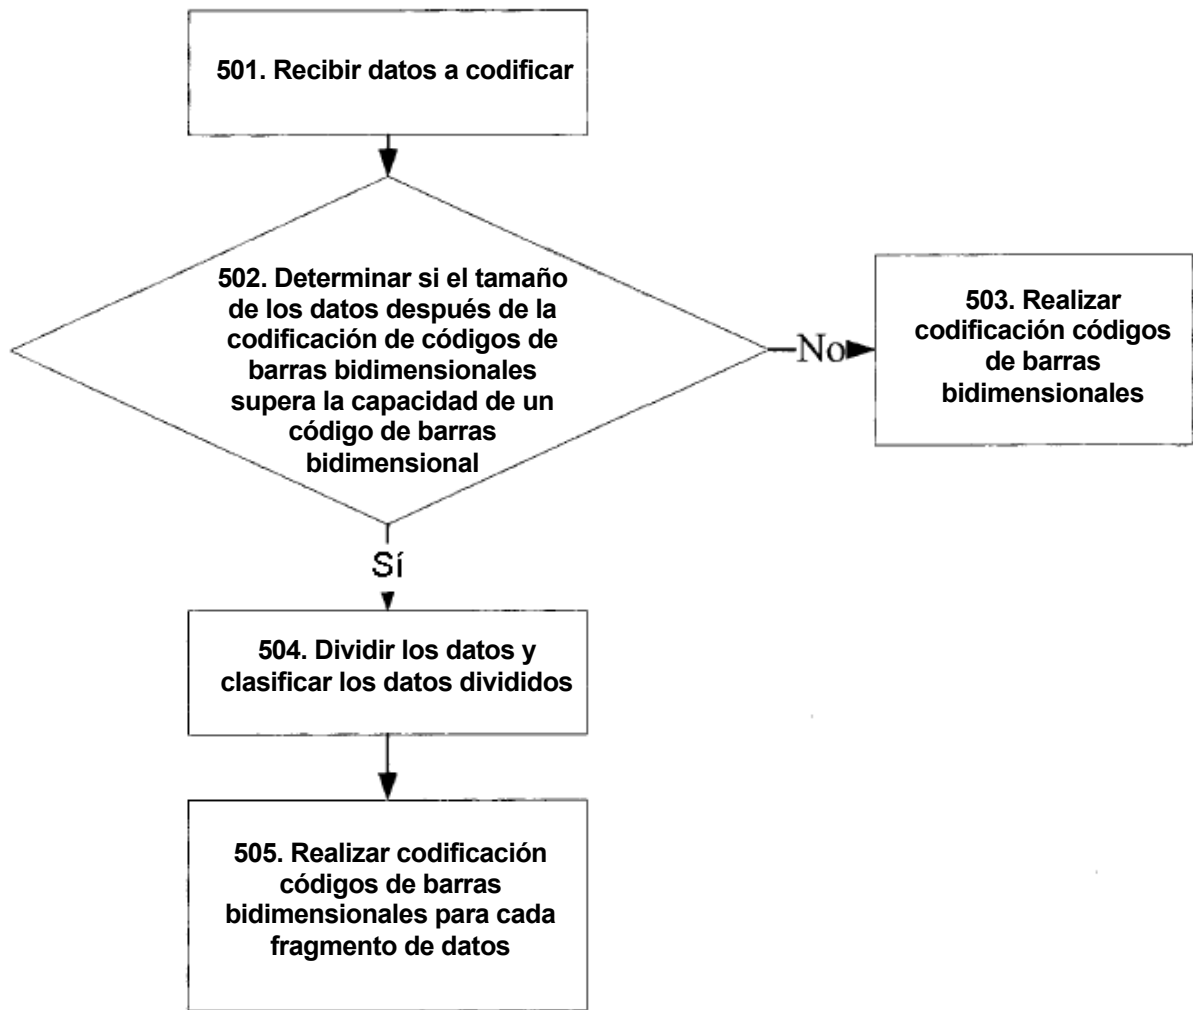 501. Recibir datos a codificar
502. Determinar si el tamaño
de los datos después de la
codificación de códigos de
barras bidimensionales
supera la capacidad de un
código de barras
bidimensional
No
503. Realizar
codificación códigos
de barras
bidimensionales
Sí
504. Dividir los datos y
clasificar los datos divididos
505. Realizar codificación
códigos de barras
bidimensionales para cada
fragmento de datos